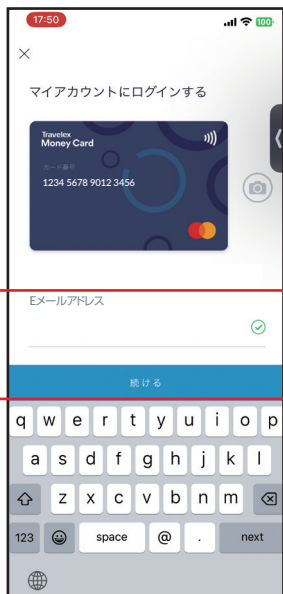 17:50
100
マイアカウントにログインする
Travelex
Money Card
カード番号
1234 5678 9012 3456
Eメールアドレス
続ける
q w e r t y u i o p
a s d f g h j k l
z x c v b n m
123 space @ . next